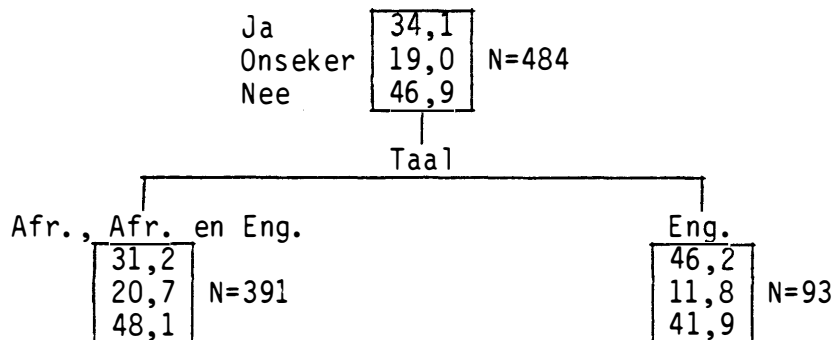 Ja 34,1
Onseker 19,0 N=484
Nee 46,9
Taal
Afr., Afr. en Eng. Eng.
31,2 46,2
20,7 N=391 11,8 N=93
48,1 41,9